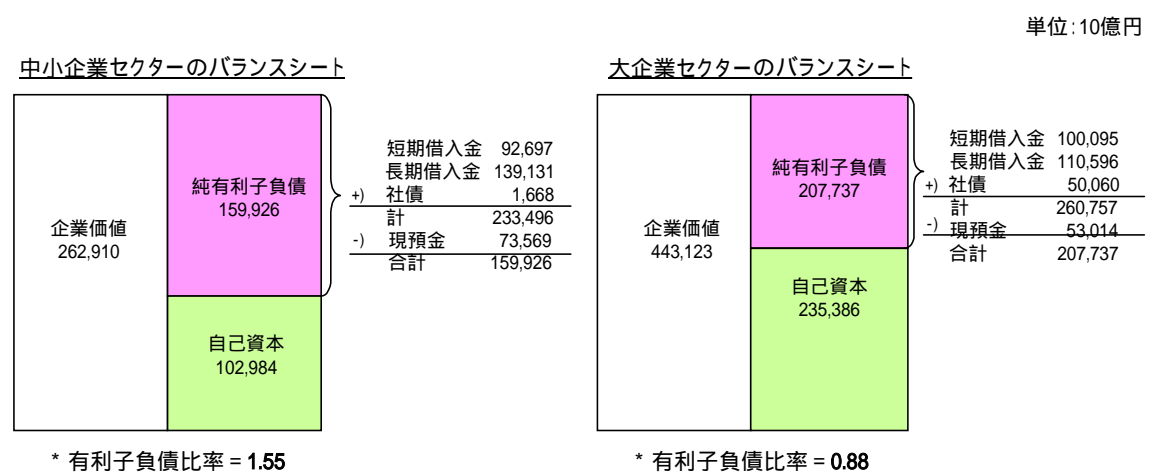 単位:10億円
中小企業セクターのバランスシート
企業価値
262,910
純有利子負債
159,926
自己資本
102,984
短期借入金 92,697
長期借入金 139,131
+) 社債 1,668
計 233,496
-) 現預金 73,569
合計 159,926
* 有利子負債比率 = 1.55
大企業セクターのバランスシート
企業価値
443,123
純有利子負債
207,737
自己資本
235,386
短期借入金 100,095
長期借入金 110,596
+) 社債 50,060
計 260,757
-) 現預金 53,014
合計 207,737
* 有利子負債比率 = 0.88